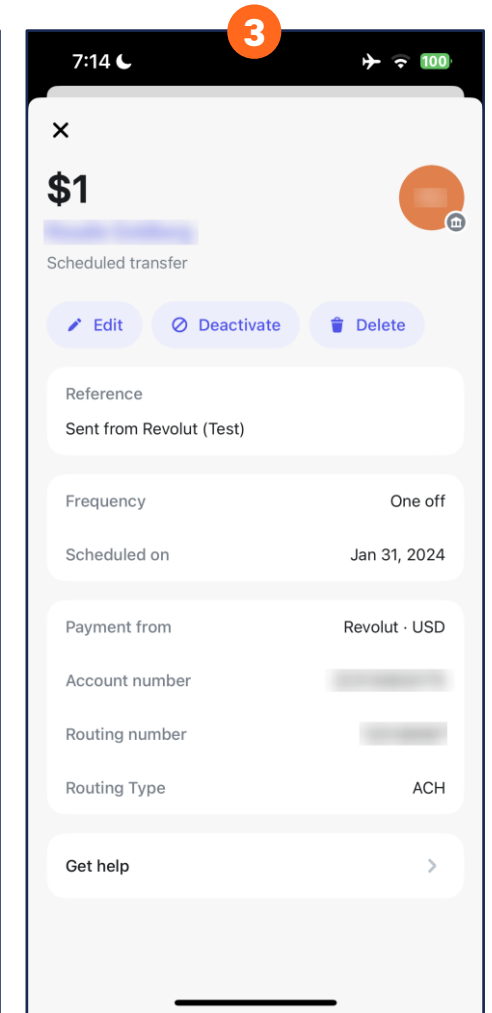 3
7:14 100
$1
Scheduled transfer
Edit Deactivate Delete
Reference
Sent from Revolut (Test)
Frequency One off
Scheduled on Jan 31, 2024
Payment from Revolut · USD
Account number
Routing number
Routing Type ACH
Get help